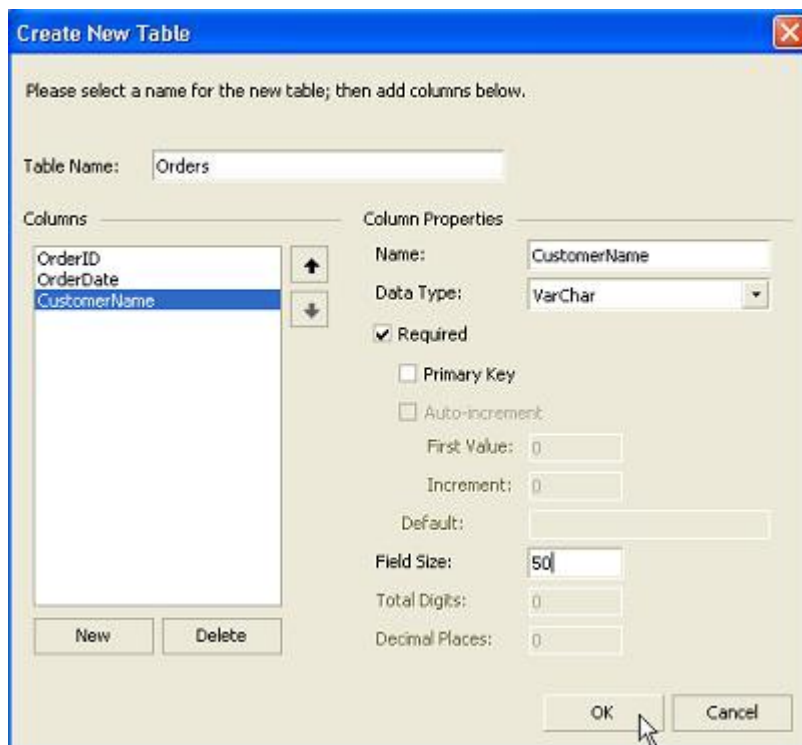 Create New Table
Please select a name for the new table; then add columns below.
Table Name: Orders
Columns
OrderID
OrderDate
CustomerName
New Delete
Column Properties
Name: CustomerName
Data Type: VarChar
Required
Primary Key
Auto-increment
First Value: 0
Increment: 0
Default:
Field Size: 50
Total Digits: 0
Decimal Places: 0
OK Cancel